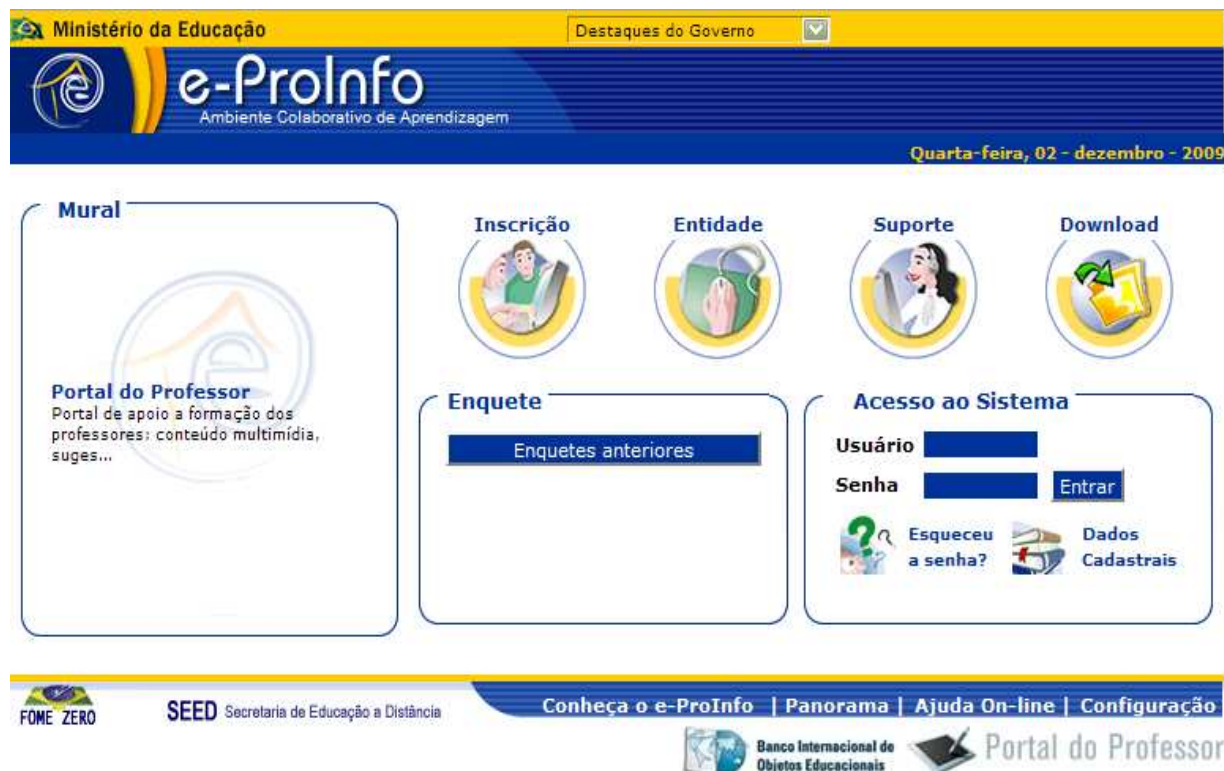 Ministério da Educação
Destaques do Governo
e-ProInfo
Ambiente Colaborativo de Aprendizagem
Quarta-feira, 02 - dezembro - 2009
Mural
Portal do Professor
Portal de apoio a formação dos
professores: conteúdo multimídia,
suges...
Inscrição
Entidade
Suporte
Download
Enquete
Enquetes anteriores
Acesso ao Sistema
Usuário
Senha
Entrar
Esqueceu
a senha?
Dados
Cadastrais
FOME ZERO
SEED Secretaria de Educação a Distância
Conheça o e-ProInfo | Panorama | Ajuda On-line | Configuração
Banco Internacional de
Objetos Educacionais
Portal do Professor